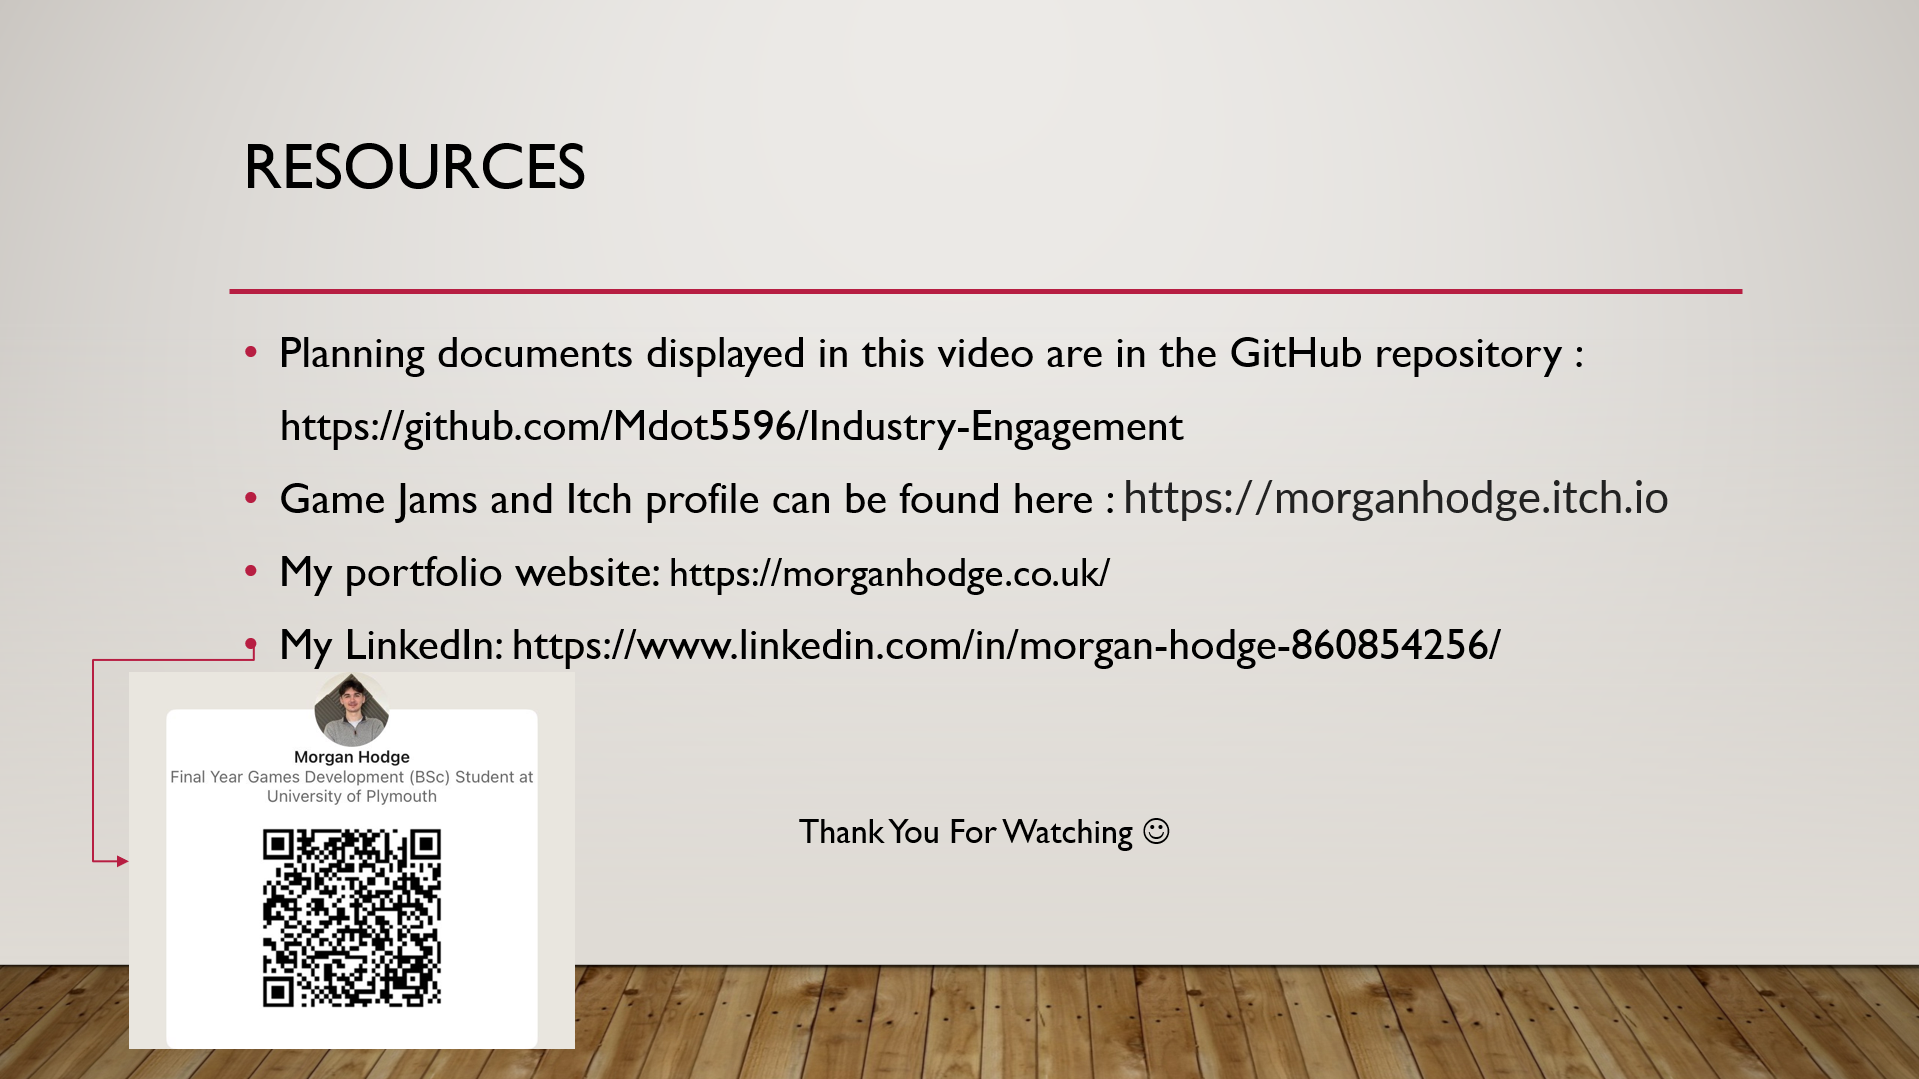 RESOURCES
• Planning documents displayed in this video are in the GitHub repository :
https://github.com/Mdot5596/Industry-Engagement
• Game Jams and Itch profile can be found here : https://morganhodge.itch.io
• My portfolio website: https://morganhodge.co.uk/
• My LinkedIn: https://www.linkedin.com/in/morgan-hodge-860854256/
Morgan Hodge
Final Year Games Development (BSc) Student at
University of Plymouth
Thank You For Watching ☺